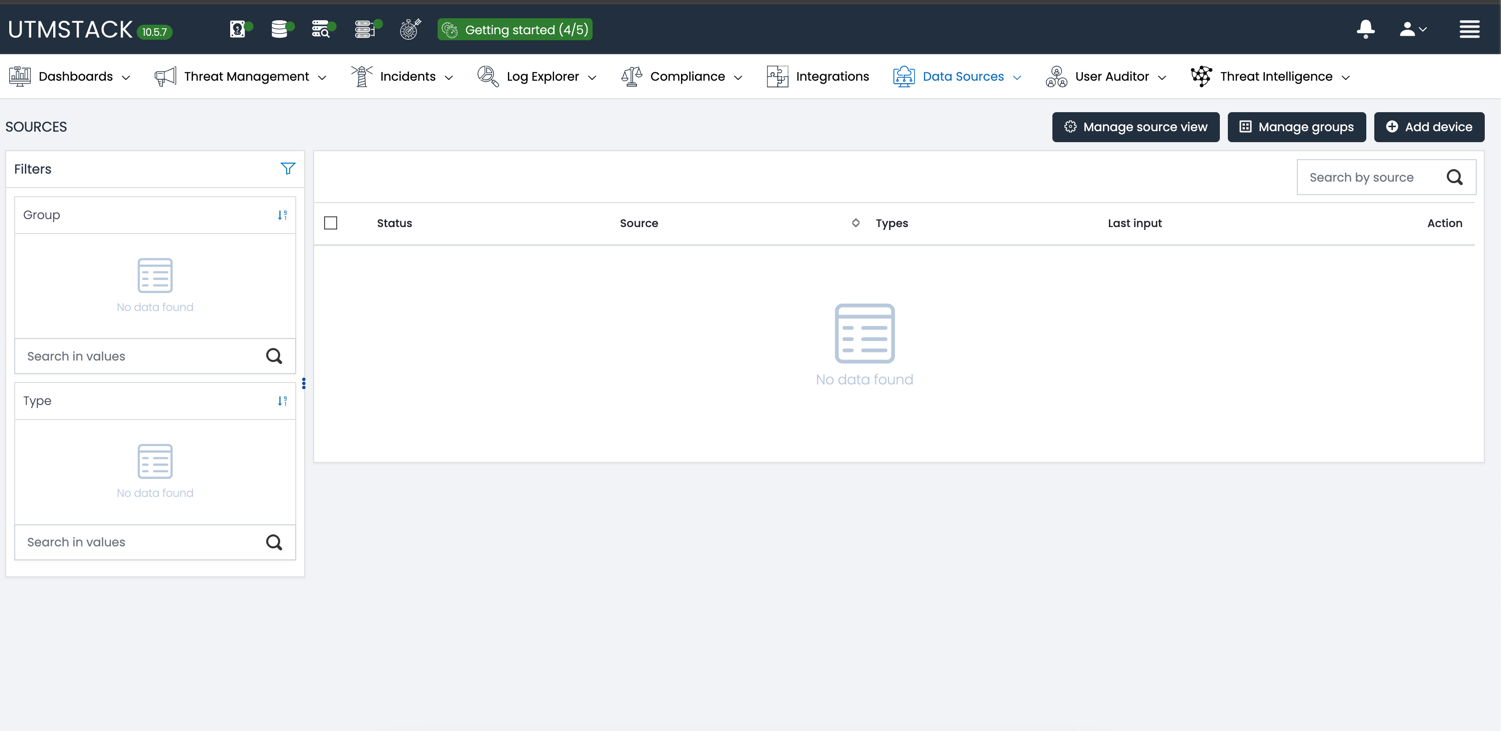 UTMSTACK 10.5.7 Getting started (4/5)
Dashboards Threat Management Incidents Log Explorer Compliance Integrations Data Sources User Auditor Threat Intelligence
SOURCES Manage source view Manage groups Add device
Filters
Search by source
Group
Status Source Types Last input Action
No data found
Search in values
No data found
Type
No data found
Search in values